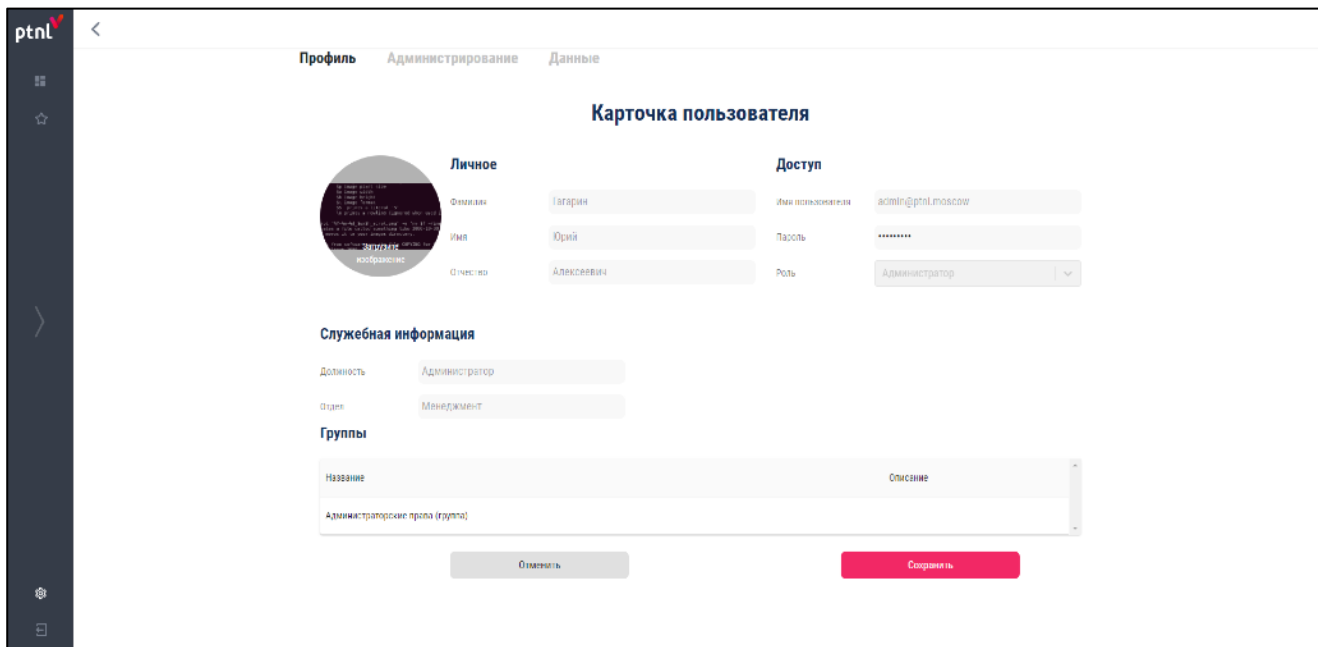 ptnl
Профиль Администрирование Данные
Карточка пользователя
Личное
Доступ
Фамилия Гагарин
Имя пользователя admin@ptnl.moscow
Имя Юрий
Пароль •••••••••
Загрузите
изображение
Отчество Алексеевич
Роль Администратор
Служебная информация
Должность Администратор
Отдел Менеджмент
Группы
Название Описание
Администраторские права (группа)
Отменить Сохранить